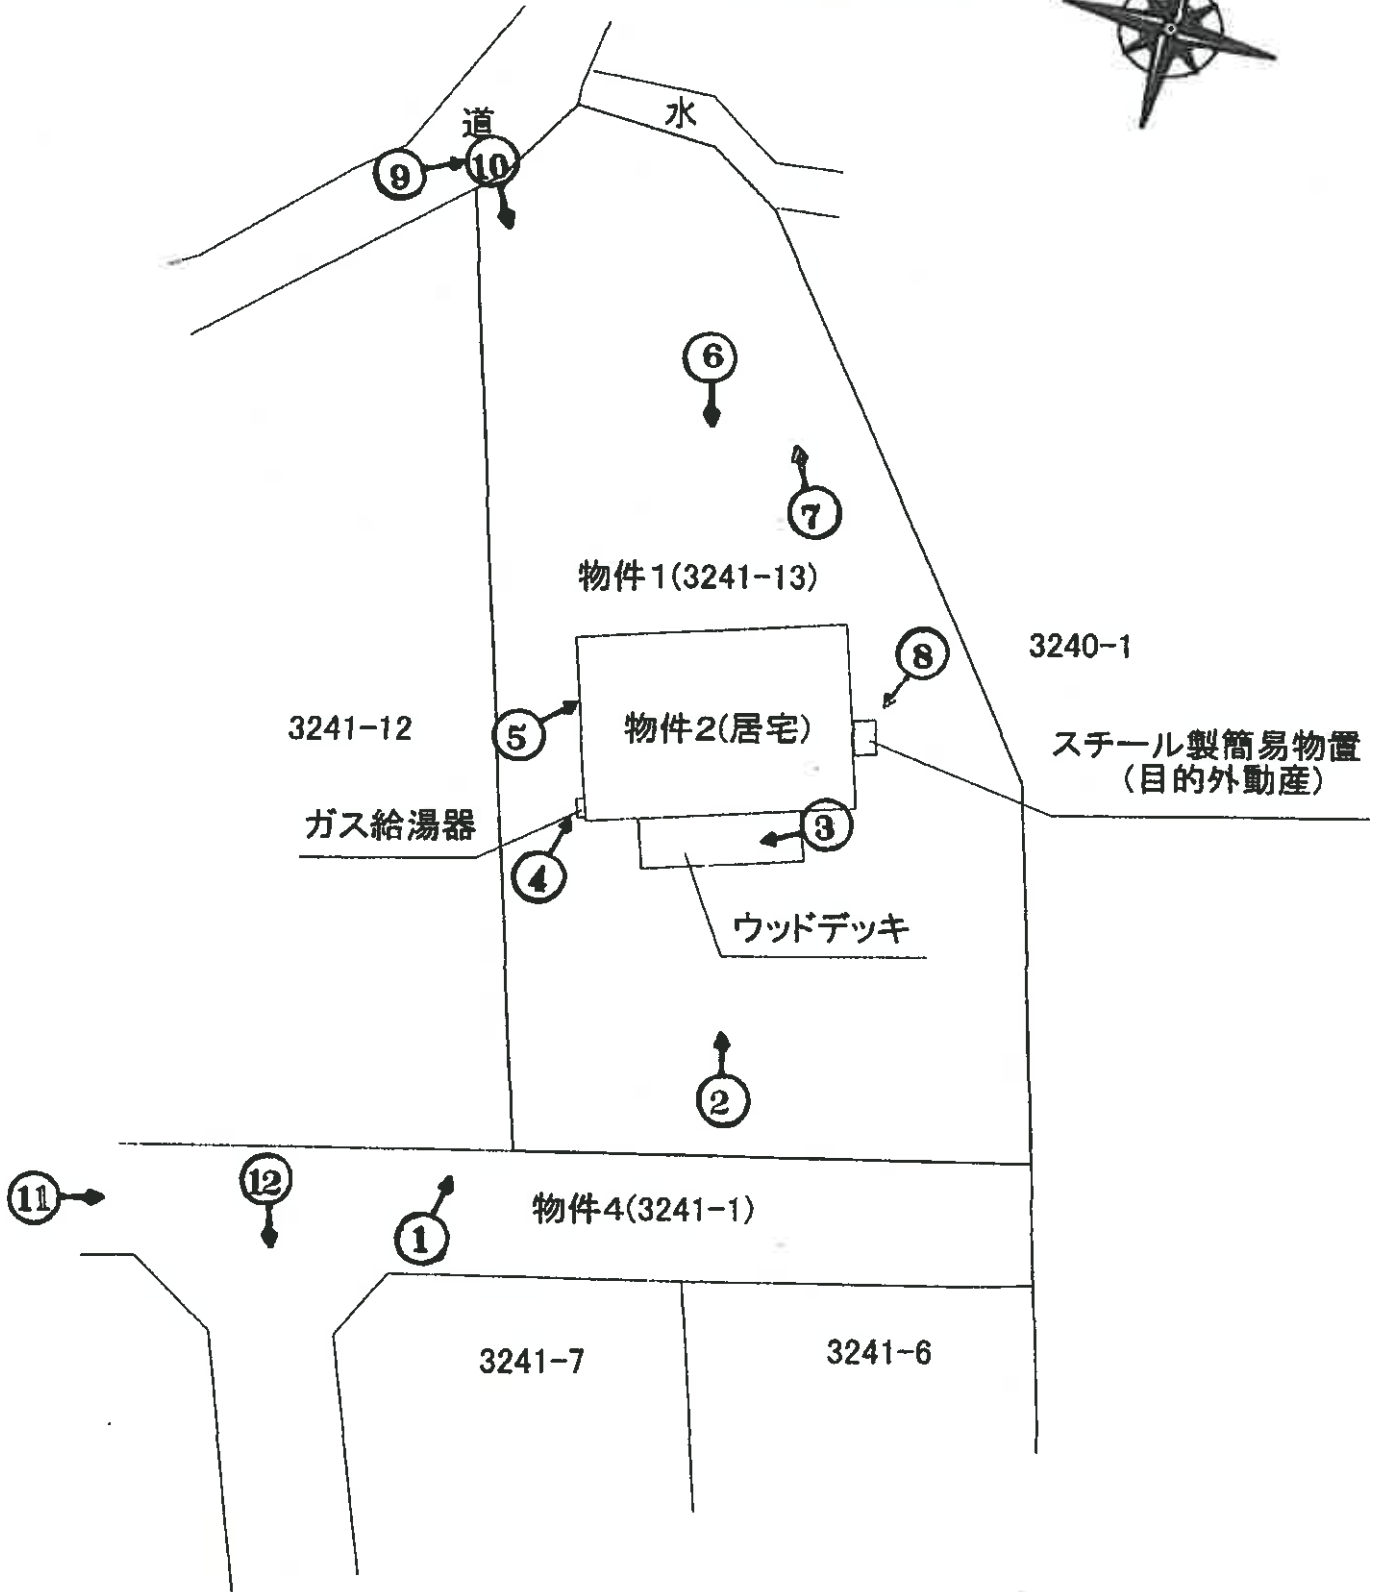 道
水
⑨
⑩
⑥
⑦
物件1(3241-13)
⑧
3240-1
3241-12
⑤
物件2(居宅)
スチール製簡易物置
(目的外動産)
ガス給湯器
③
④
ウッドデッキ
②
⑪
⑫
①
物件4(3241-1)
3241-7
3241-6